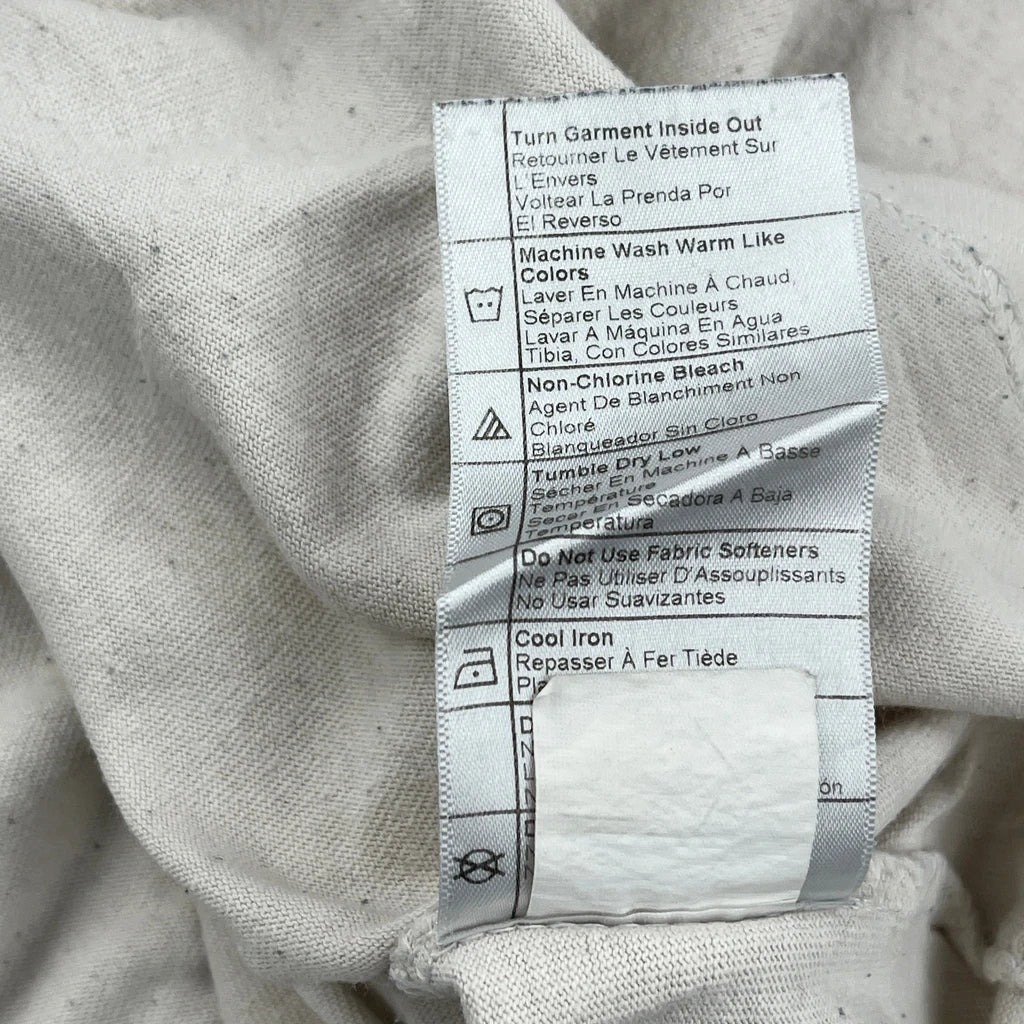 Turn Garment Inside Out
Retourner Le Vêtement Sur
L'Envers
Voltear La Prenda Por
El Reverso
Machine Wash Warm Like
Colors
Laver En Machine À Chaud,
Séparer Les Couleurs
Lavar A Máquina En Agua
Tibia, Con Colores Similares
Non-Chlorine Bleach
Agent De Blanchiment Non
Chloré
Blanqueador Sin Cloro
Tumble Dry Low
Sécher En Machine A Basse
Température
Secar En Secadora A Baja
Temperatura
Do Not Use Fabric Softeners
Ne Pas Utiliser D'Assouplissants
No Usar Suavizantes
Cool Iron
Repasser À Fer Tiède